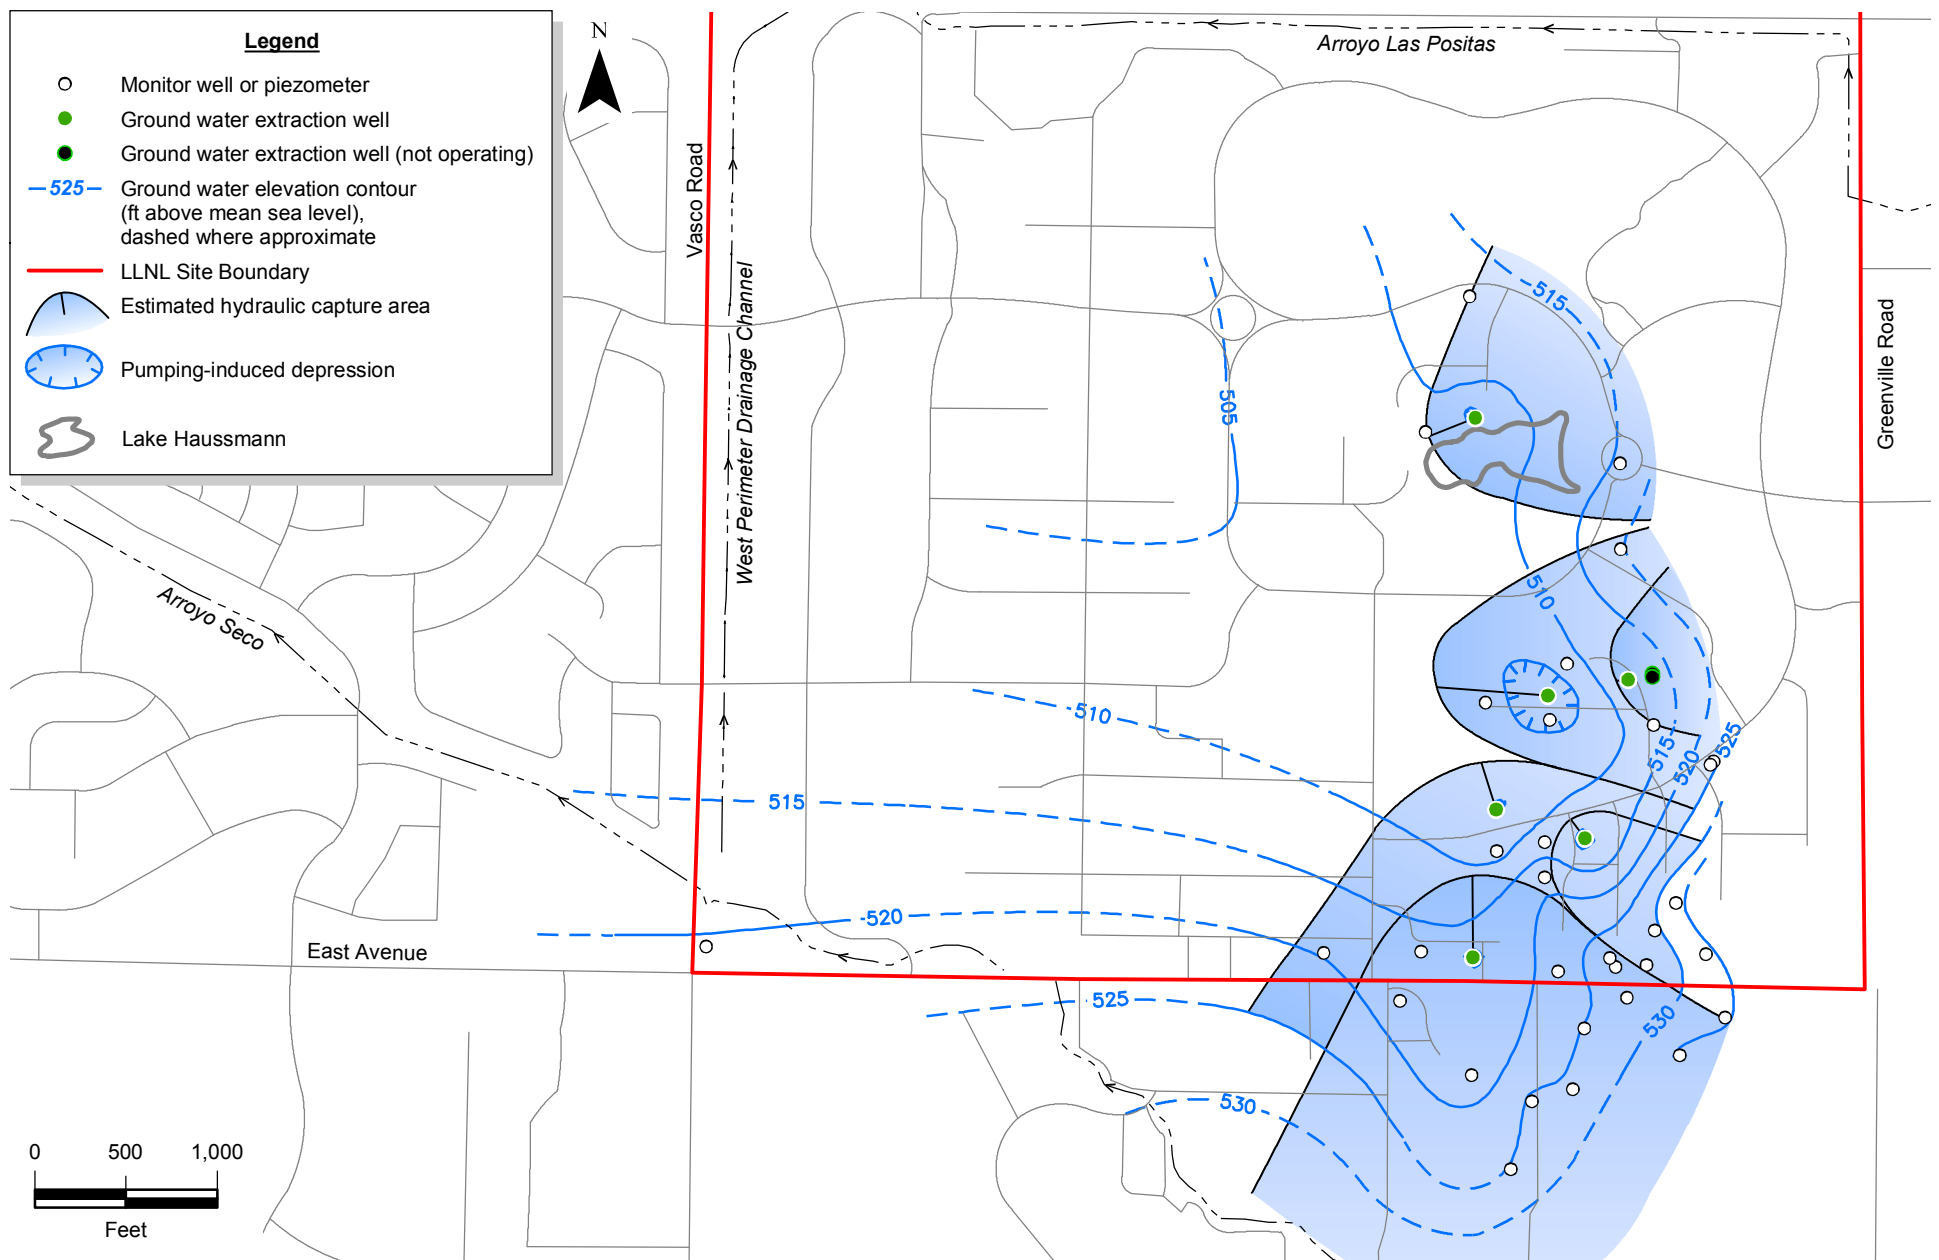 Legend
Monitor well or piezometer
Ground water extraction well
Ground water extraction well (not operating)
525
Ground water elevation contour
(ft above mean sea level),
dashed where approximate
LLNL Site Boundary
Estimated hydraulic capture area
Pumping-induced depression
Lake Haussmann
N
Vasco Road
West Perimeter Drainage Channel
Arroyo Las Positas
Greenville Road
Arroyo Seco
East Avenue
515
505
510
510
515
520
525
515
520
525
530
530
0 500 1,000
Feet